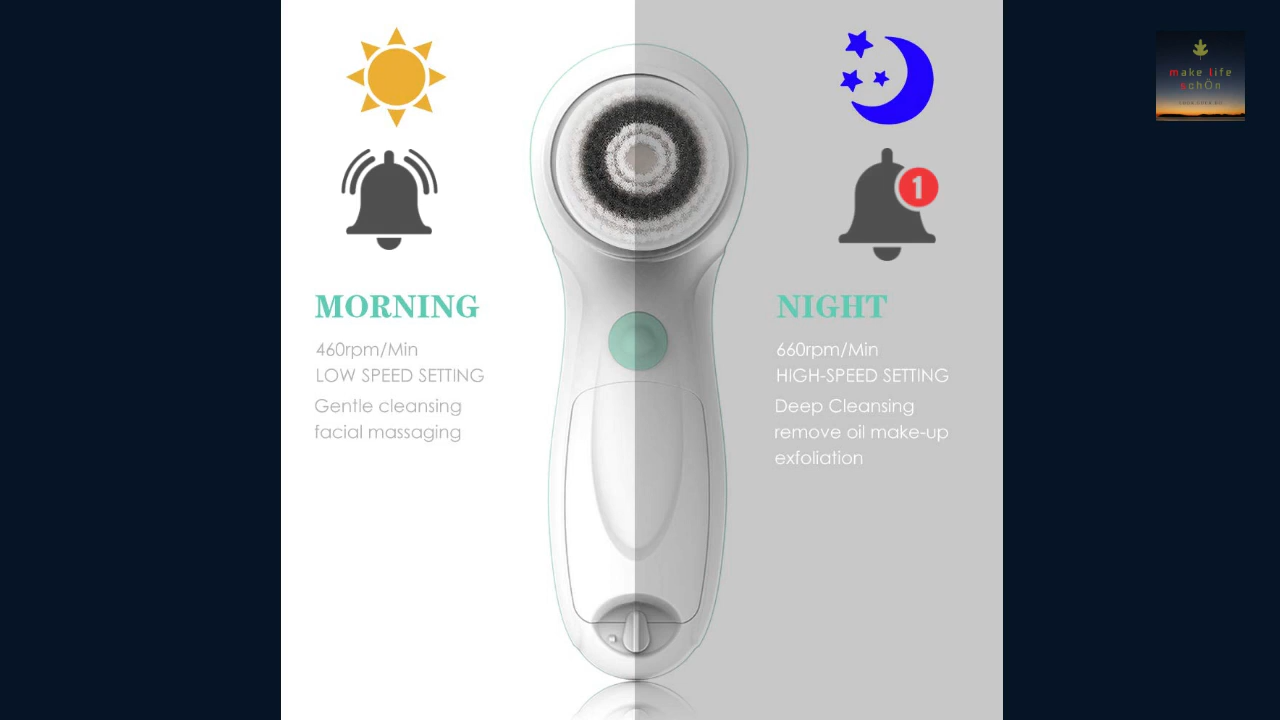 make life
schÖn
1
MORNING
460rpm/Min
LOW SPEED SETTING
Gentle cleansing
facial massaging
NIGHT
660rpm/Min
HIGH-SPEED SETTING
Deep Cleansing
remove oil make-up
exfoliation